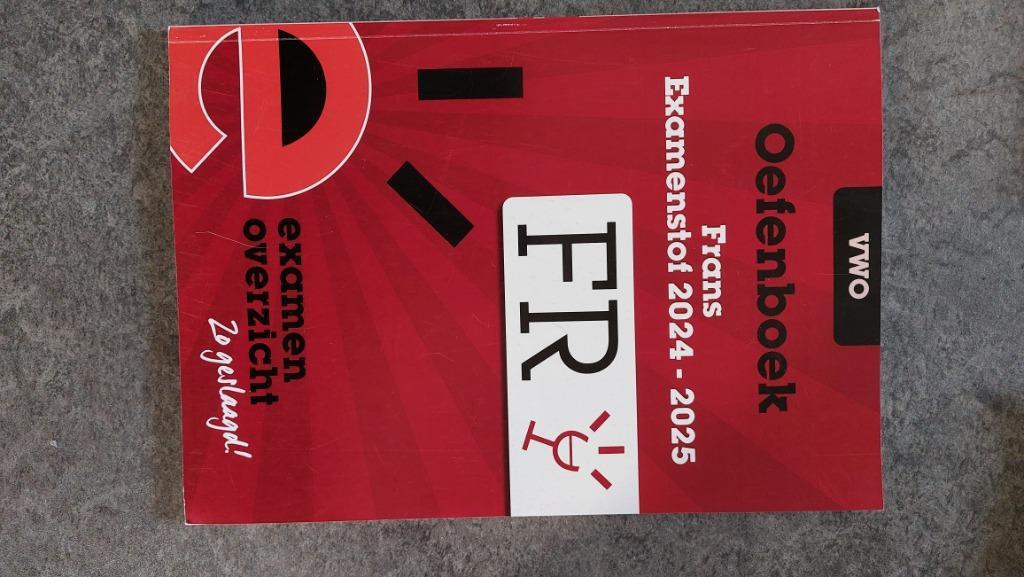 vwo
Oefenboek
Frans
Examenstof 2024 - 2025
FR
examen
overzicht
Zo geslaagd!